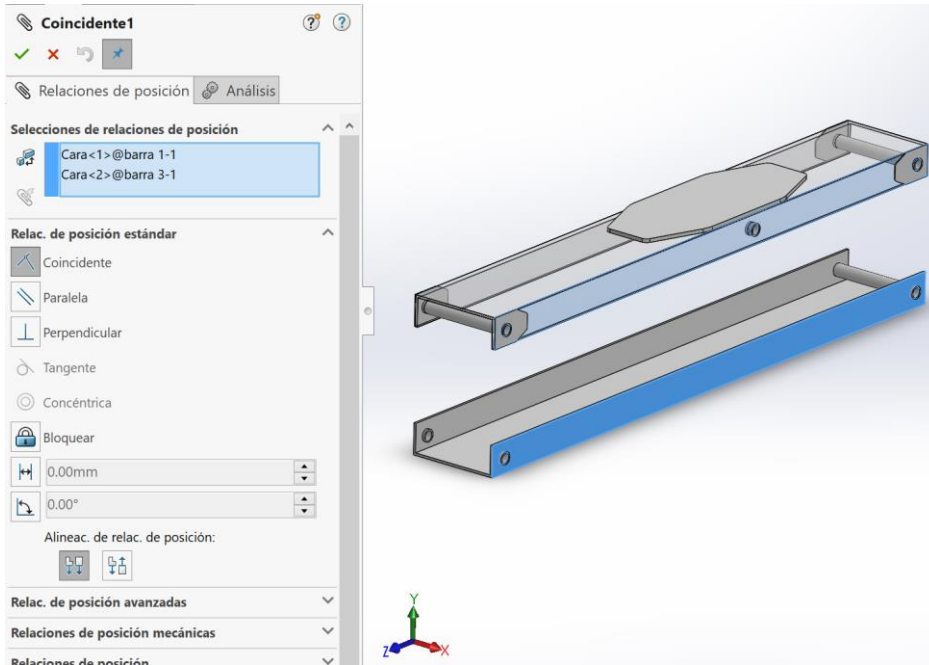 Coincidente1
Relaciones de posición
Análisis
Selecciones de relaciones de posición
Cara<1>@barra 1-1
Cara<2>@barra 3-1
Relac. de posición estándar
Coincidente
Paralela
Perpendicular
Tangente
Concéntrica
Bloquear
0.00mm
0.00°
Alineac. de relac. de posición:
Relac. de posición avanzadas
Relaciones de posición mecánicas
Relaciones de posición
Y
Z
X